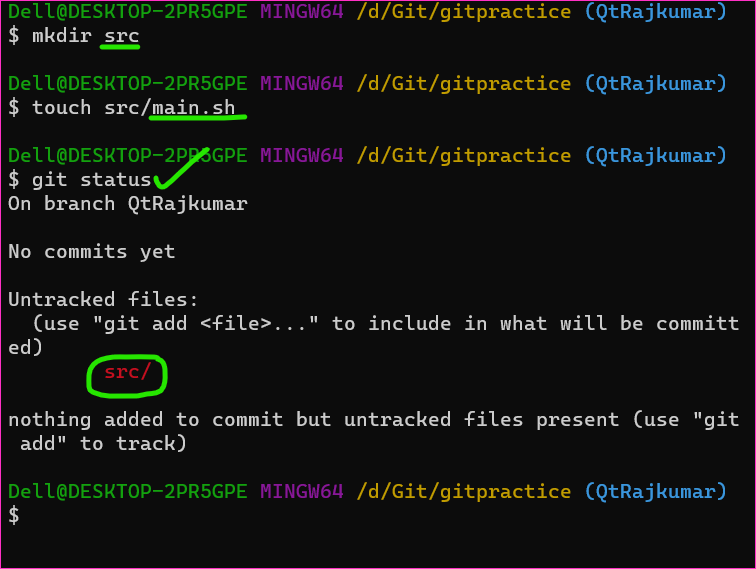 Dell@DESKTOP-2PR5GPE MINGW64 /d/Git/gitpractice (QtRajkumar)
$ mkdir src
Dell@DESKTOP-2PR5GPE MINGW64 /d/Git/gitpractice (QtRajkumar)
$ touch src/main.sh
Dell@DESKTOP-2PR5GPE MINGW64 /d/Git/gitpractice (QtRajkumar)
$ git status
On branch QtRajkumar
No commits yet
Untracked files:
(use "git add <file>..." to include in what will be committ
ed)
src/
nothing added to commit but untracked files present (use "git
add" to track)
Dell@DESKTOP-2PR5GPE MINGW64 /d/Git/gitpractice (QtRajkumar)
$